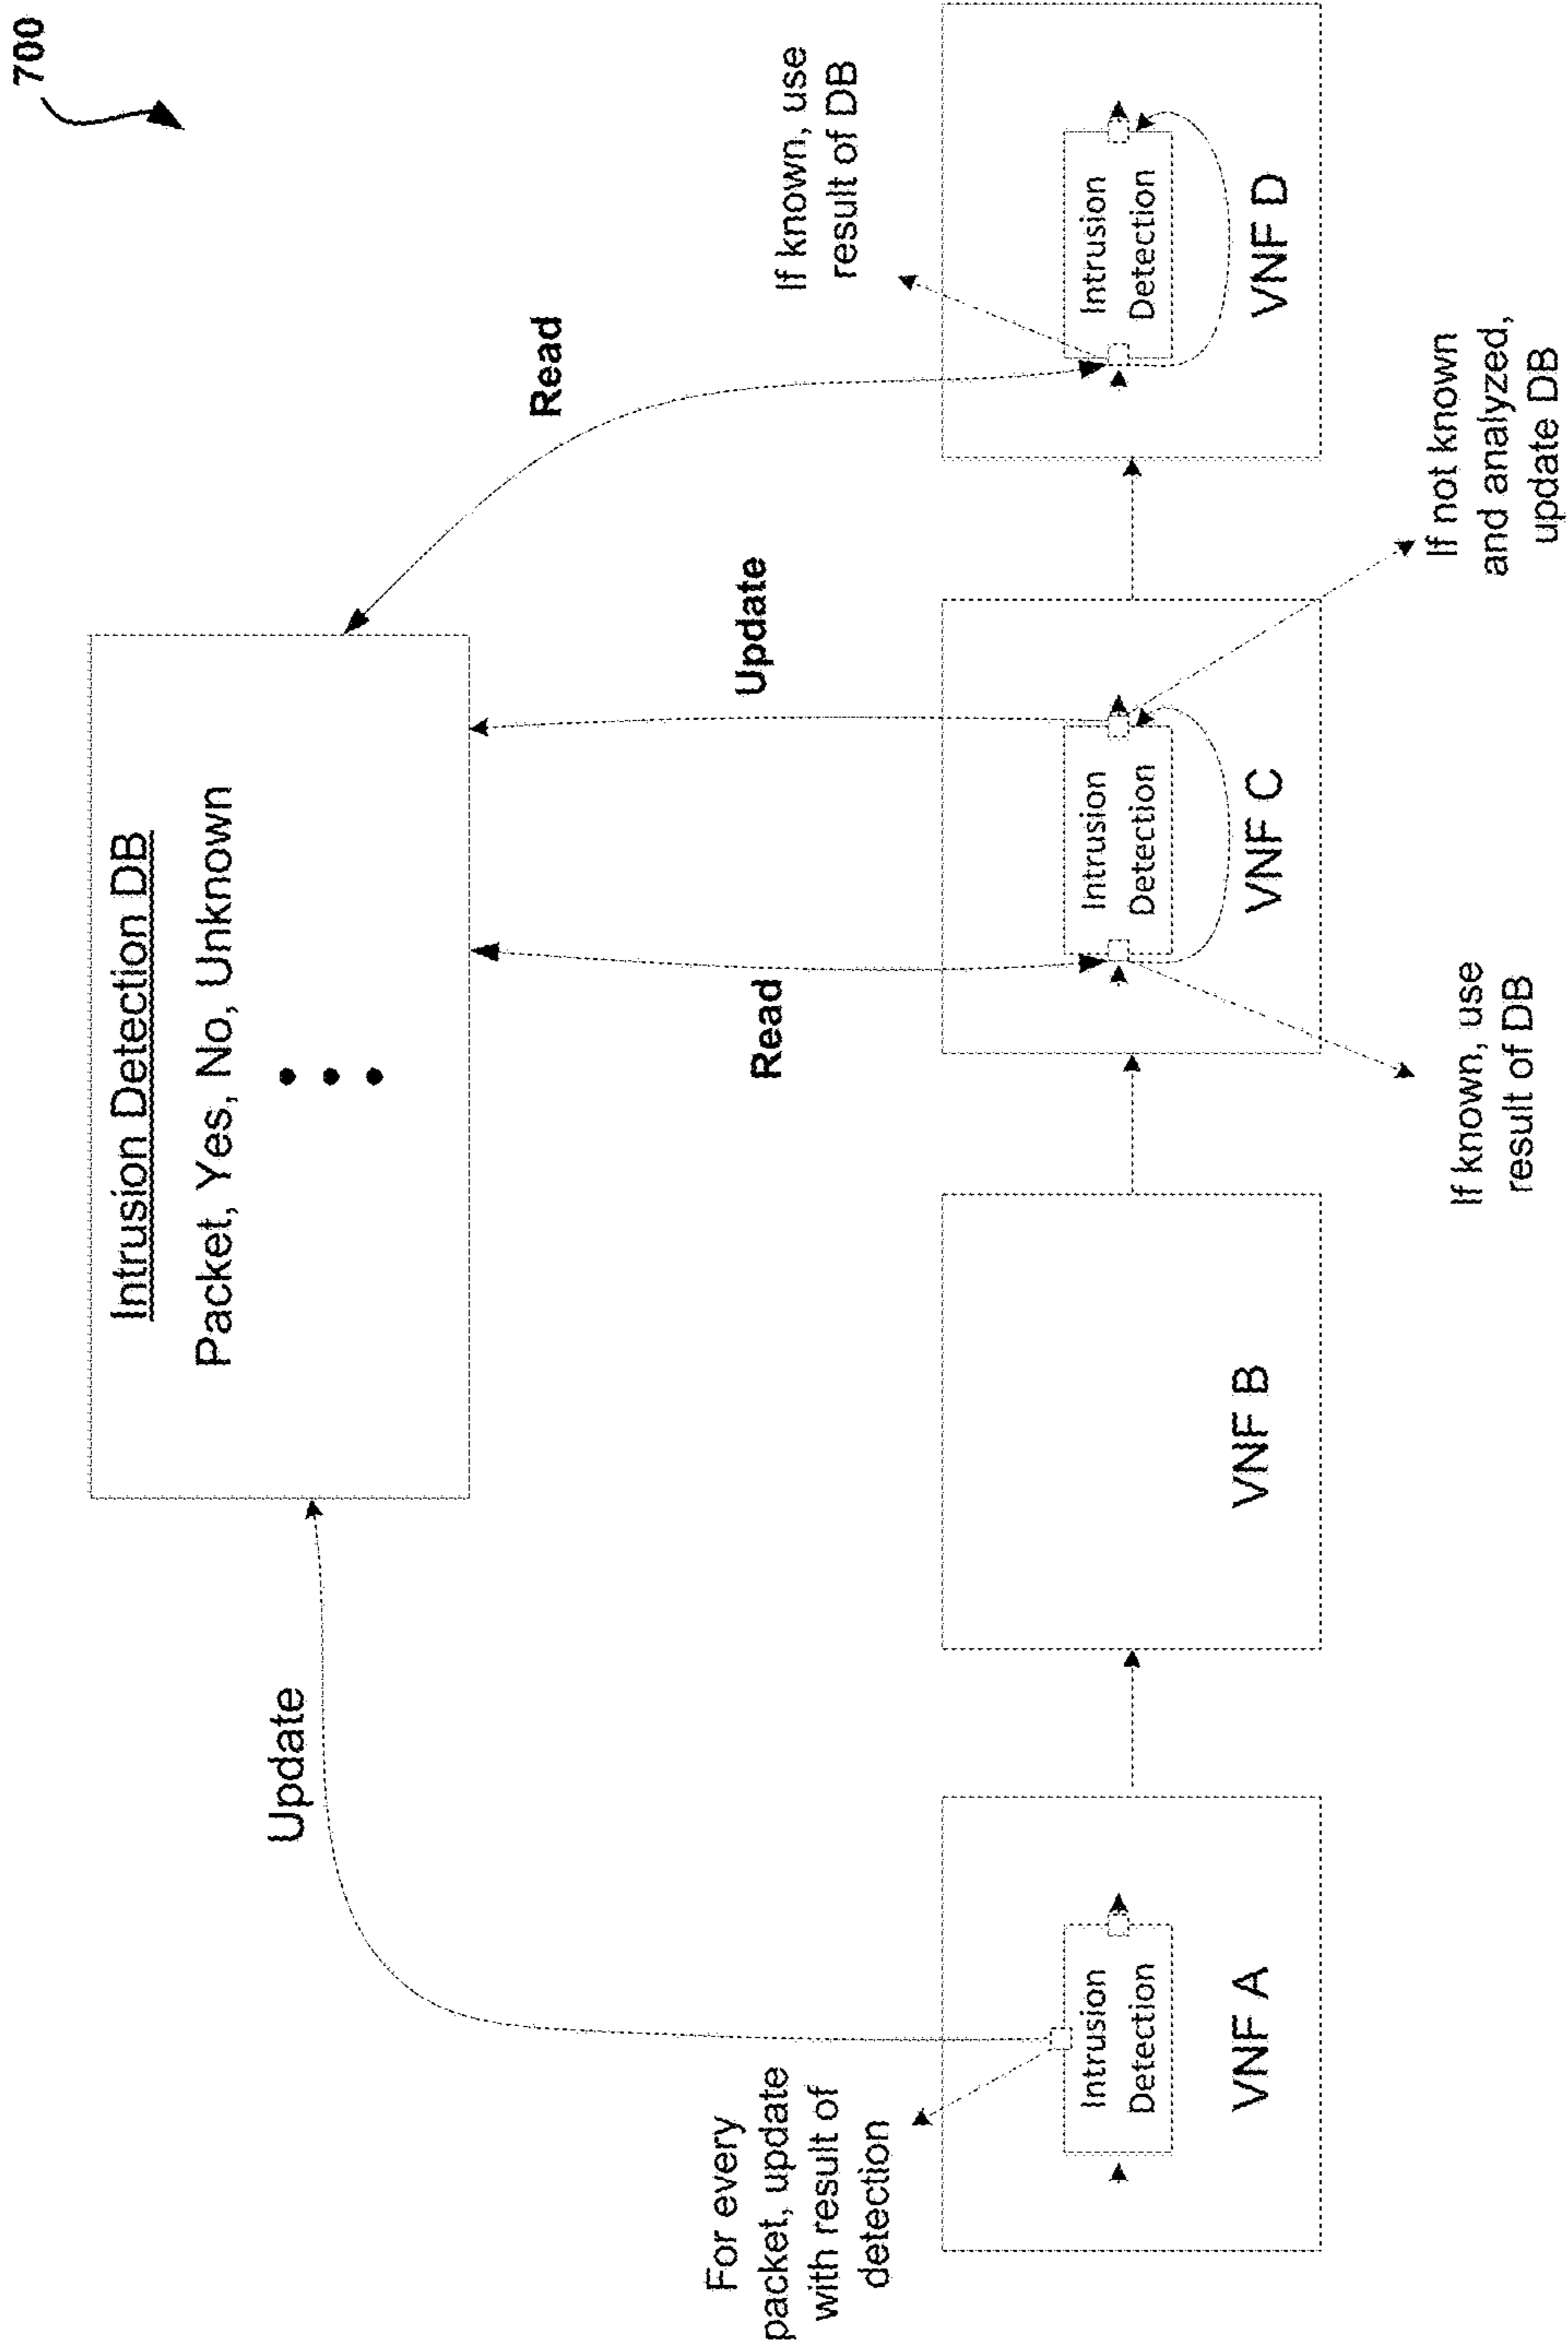 700
Intrusion Detection DB
Packet, Yes, No, Unknown
Update
Read
Update
Read
For every
packet, update
with result of
detection
If known, use
result of DB
Intrusion
Detection
VNF A
VNF B
Intrusion
Detection
VNF C
Intrusion
Detection
VNF D
If known, use
result of DB
If not known
and analyzed,
update DB